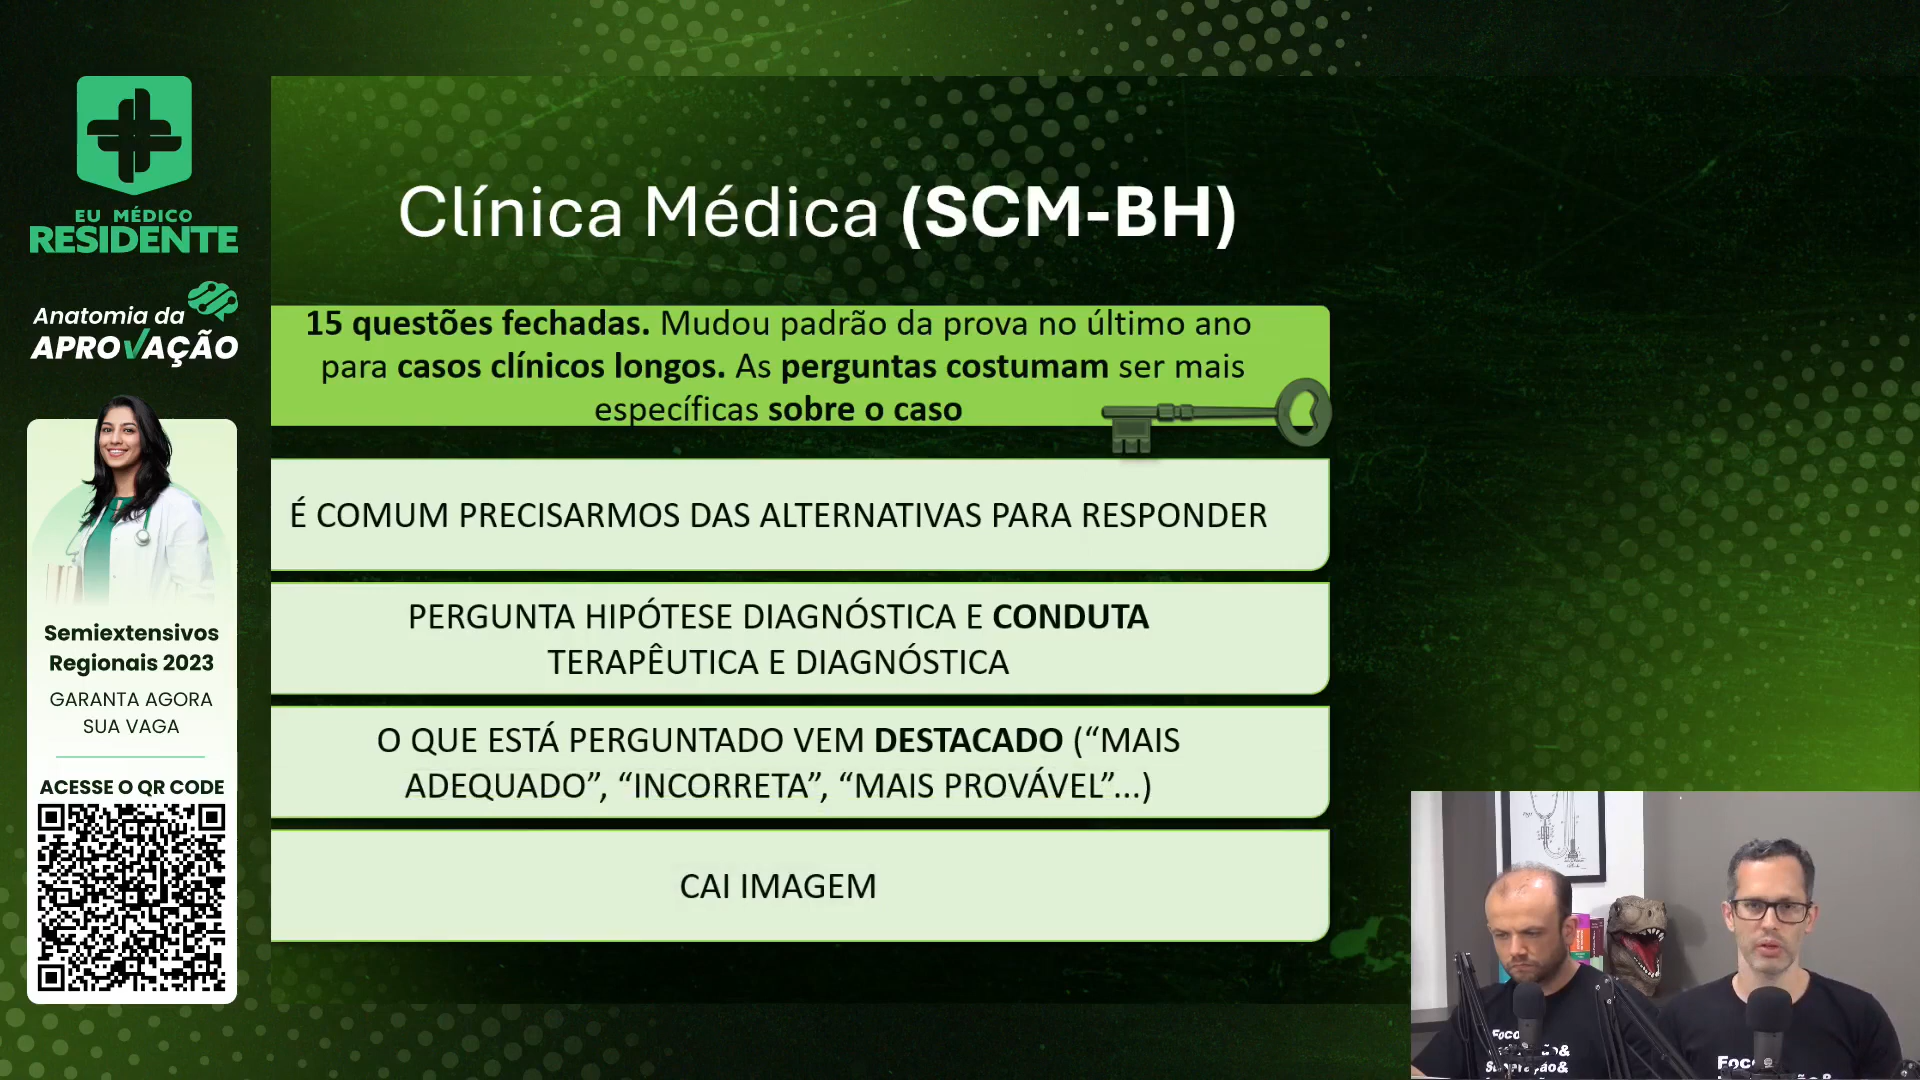 EU MÉDICO
RESIDENTE
Anatomia da
APROVAÇÃO
Semiextensivos
Regionais 2023
GARANTA AGORA
SUA VAGA
ACESSE O QR CODE
Clínica Médica (SCM-BH)
15 questões fechadas. Mudou padrão da prova no último ano
para casos clínicos longos. As perguntas costumam ser mais
específicas sobre o caso
É COMUM PRECISARMOS DAS ALTERNATIVAS PARA RESPONDER
PERGUNTA HIPÓTESE DIAGNÓSTICA E CONDUTA
TERAPÊUTICA E DIAGNÓSTICA
O QUE ESTÁ PERGUNTADO VEM DESTACADO (“MAIS
ADEQUADO”, “INCORRETA”, “MAIS PROVÁVEL”...)
CAI IMAGEM